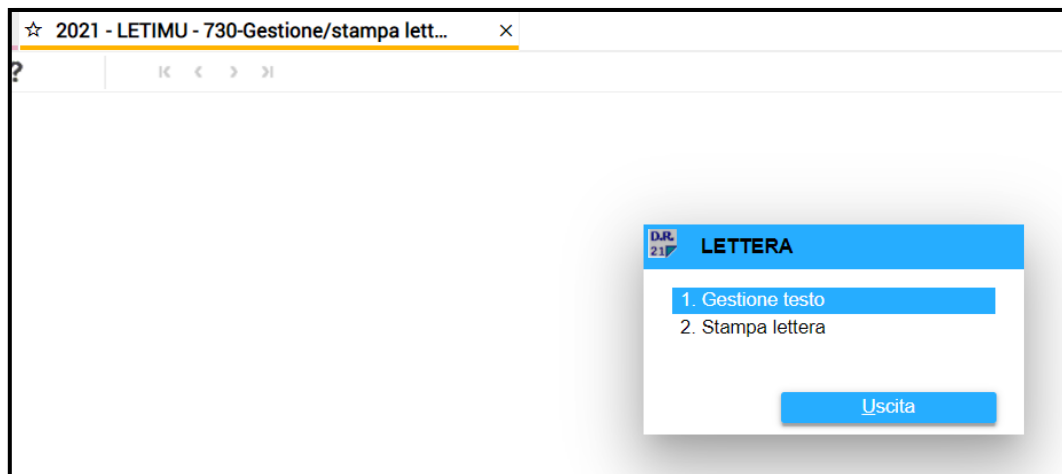 ☆ 2021 - LETIMU - 730-Gestione/stampa lett... ×
?
D.R.
21
LETTERA
1. Gestione testo
2. Stampa lettera
Uscita